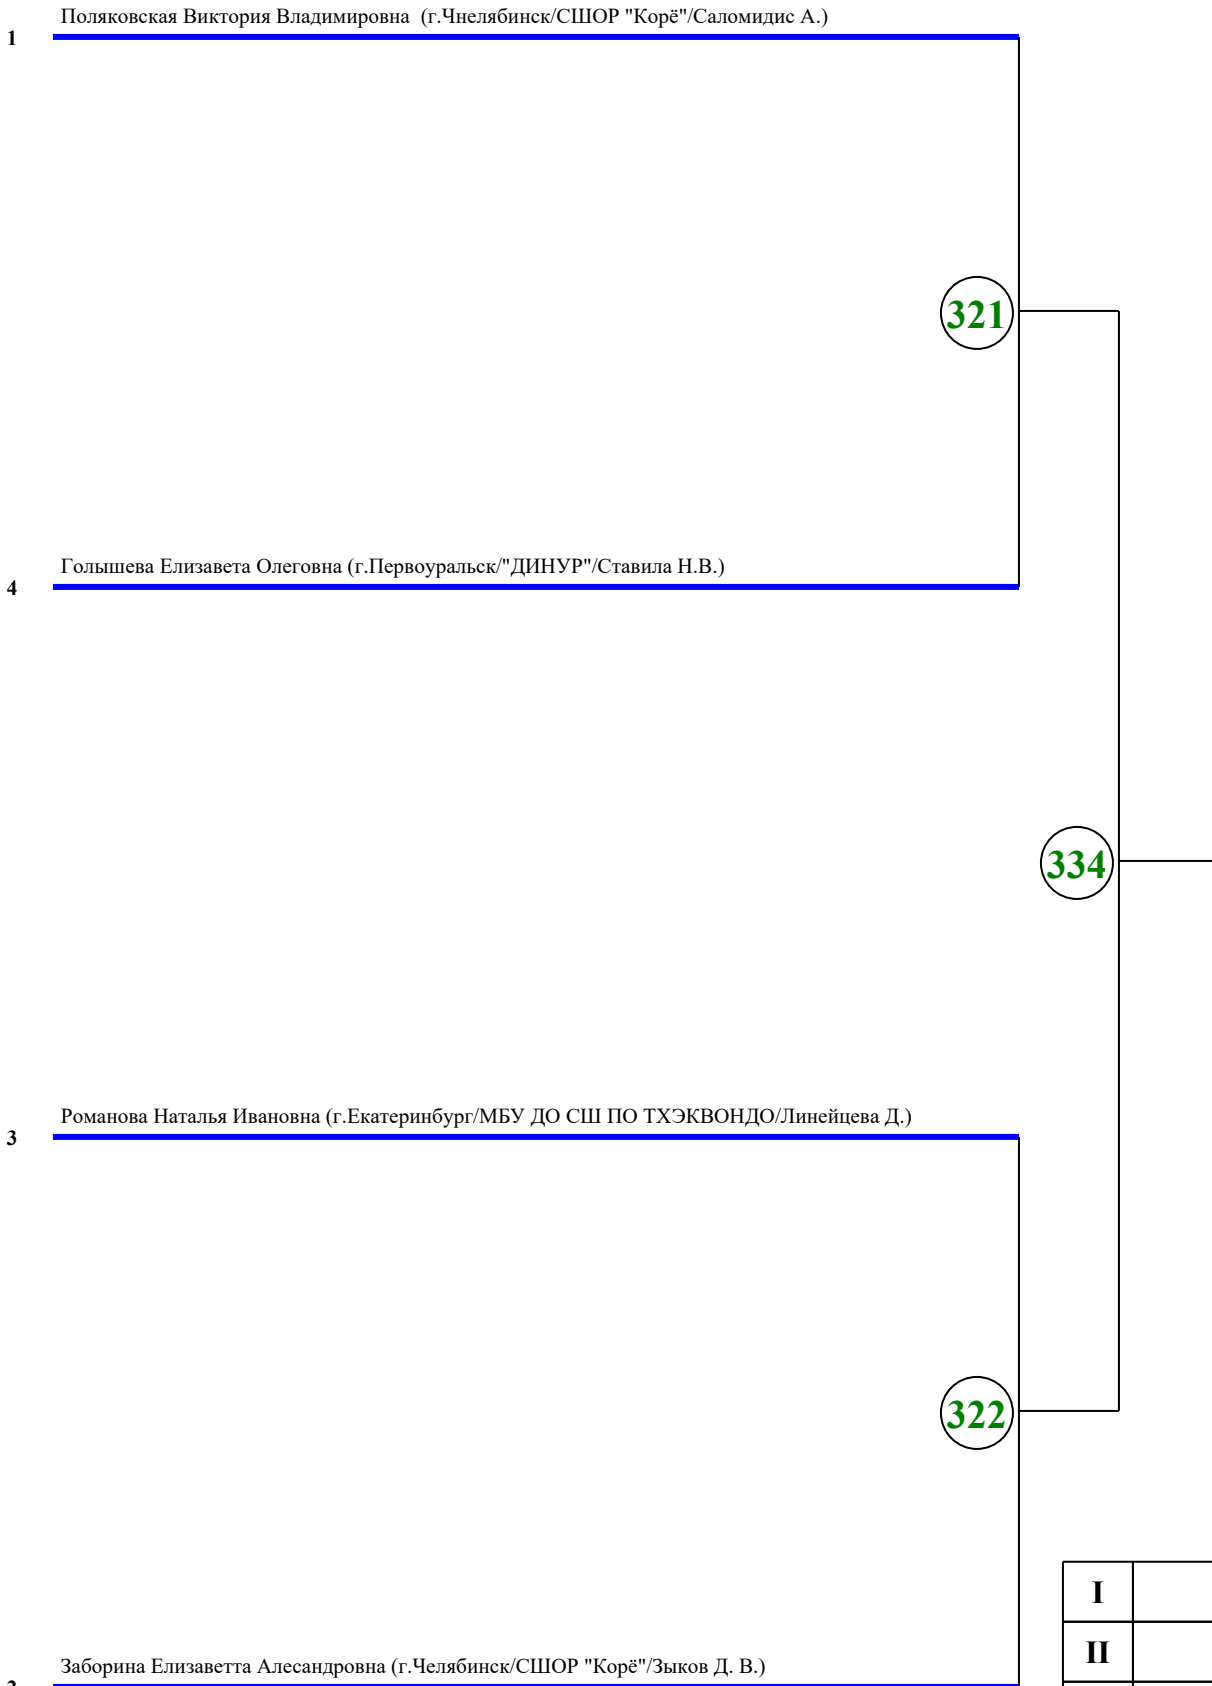 Поляковская Виктория Владимировна (г.Чнелябинск/СШОР "Корё"/Саломидис А.)
1
321
Голышева Елизавета Олеговна (г.Первоуральск/"ДИНУР"/Ставила Н.В.)
4
334
Романова Наталья Ивановна (г.Екатеринбург/МБУ ДО СШ ПО ТХЭКВОНДО/Линейцева Д.)
3
322
I
II
Заборина Елизаветта Алесандровна (г.Челябинск/СШОР "Корё"/Зыков Д. В.)